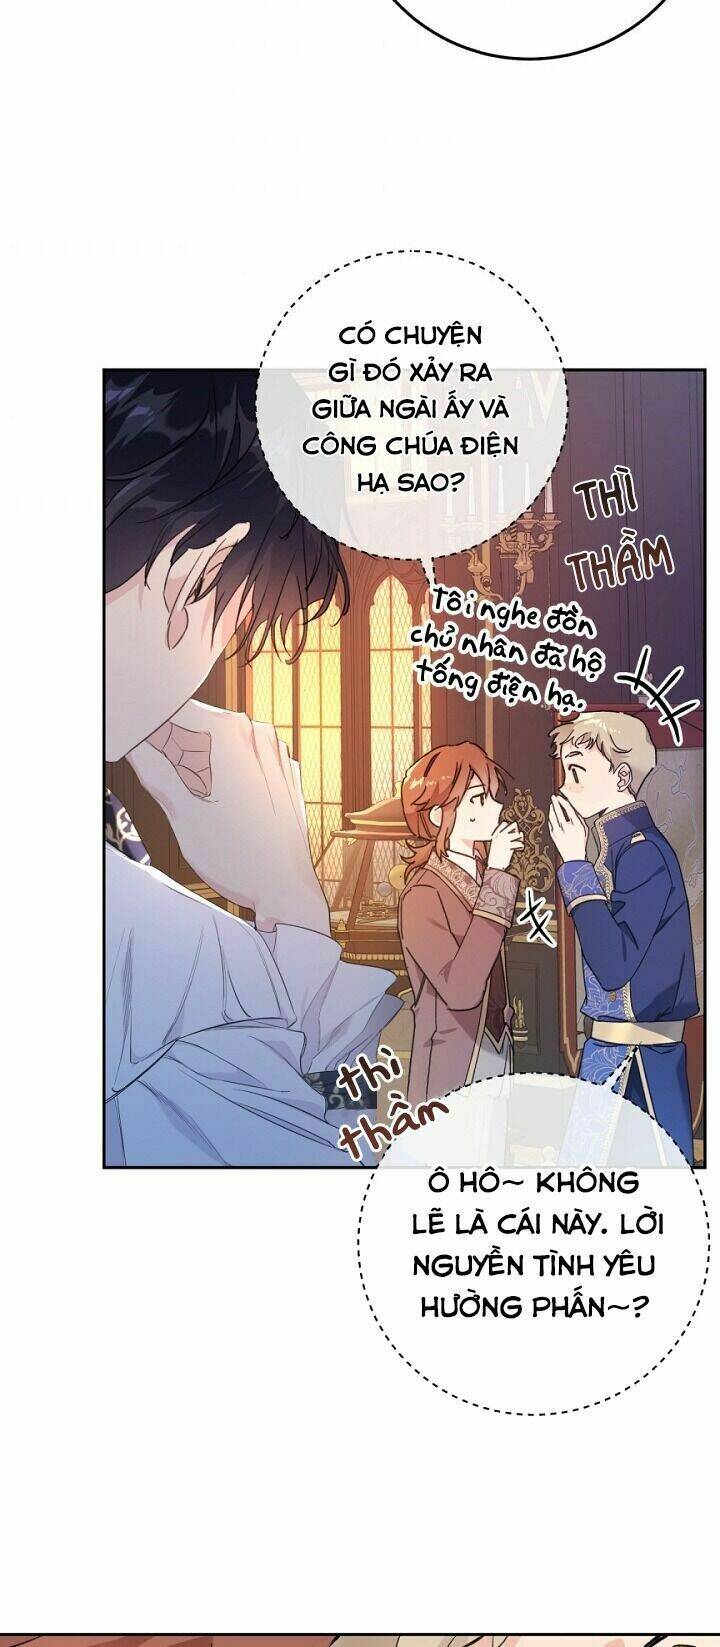 CÓ CHUYỆN
GÌ ĐÓ XẢY RA
GIỮA NGÀI ẤY VÀ
CÔNG CHÚA ĐIỆN
HẠ SAO?
THÌ
THẦM
Tôi nghe đồn
chủ nhân đã hộ
tống điện hạ.
thì
thầm
Ô HÔ~ KHÔNG
LẼ LÀ CÁI NÀY. LỜI
NGUYỀN TÌNH YÊU
HƯỜNG PHẤN~?